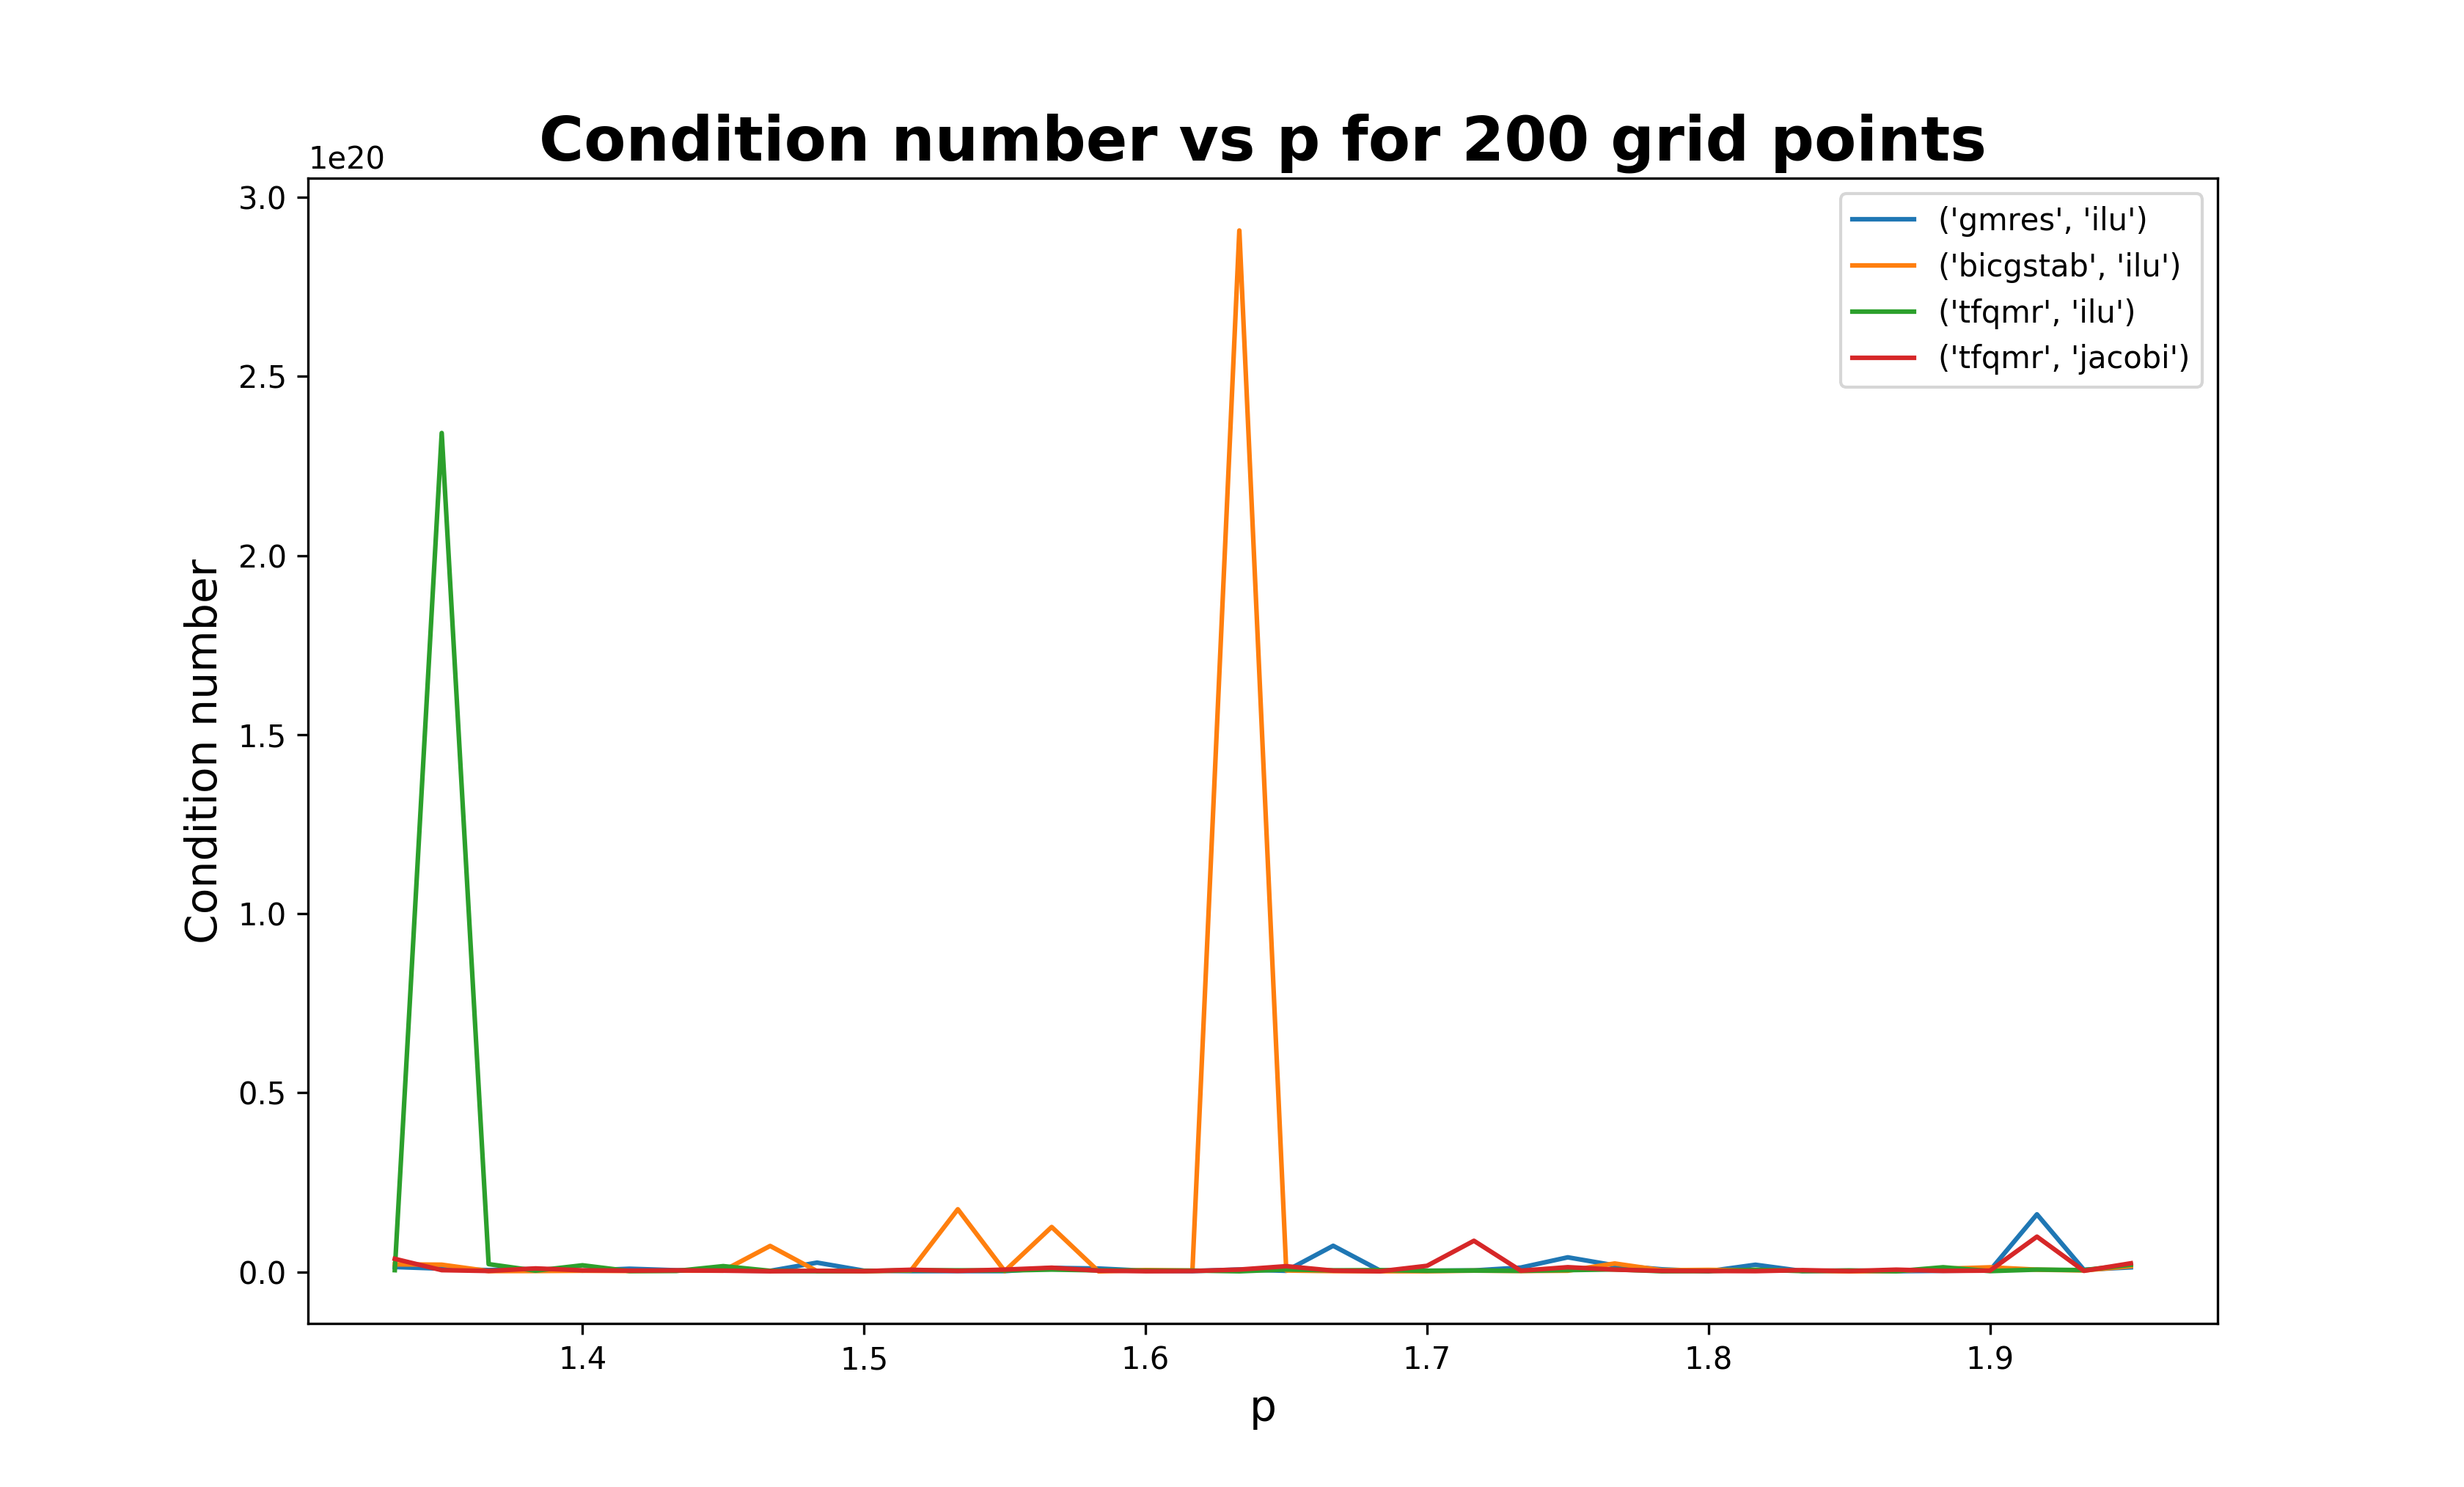 Condition number vs p for 200 grid points
1e20
3.0
2.5
2.0
1.5
1.0
0.5
0.0
Condition number
('gmres', 'ilu')
('bicgstab', 'ilu')
('tfqmr', 'ilu')
('tfqmr', 'jacobi')
1.4 1.5 1.6 1.7 1.8 1.9
p